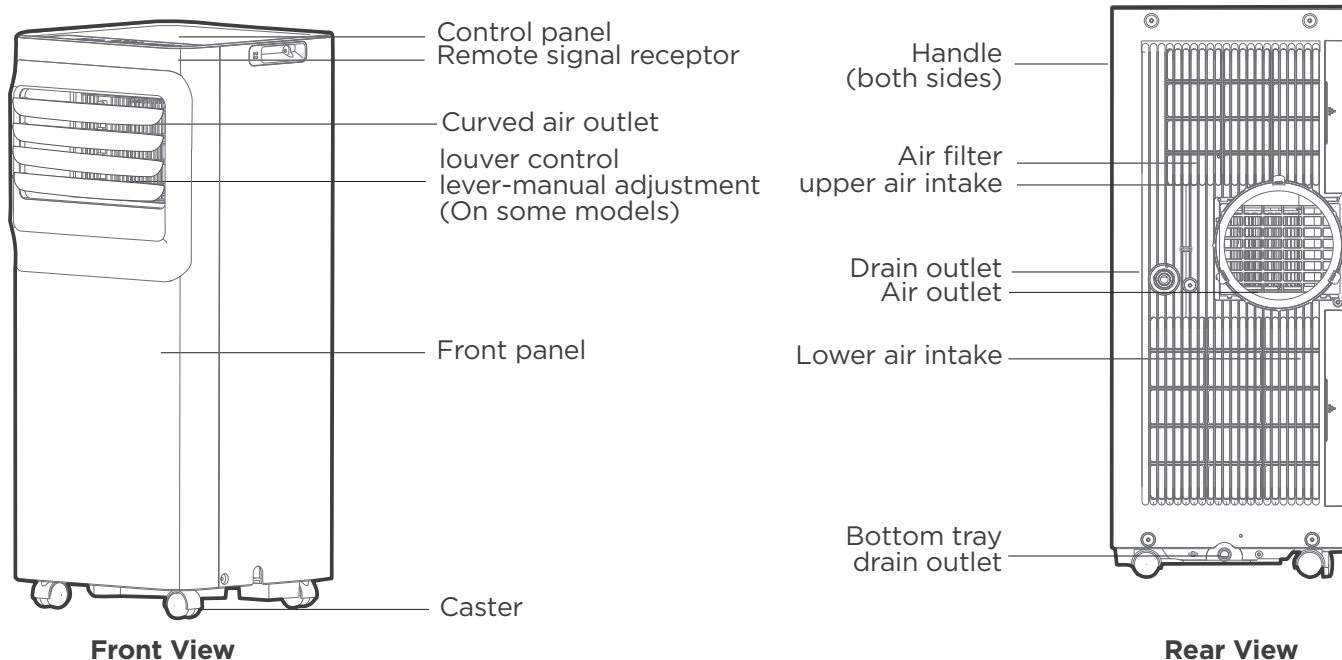 Control panel
Remote signal receptor
Curved air outlet
louver control
lever-manual adjustment
(On some models)
Front panel
Caster
Front View
Handle
(both sides)
Air filter
upper air intake
Drain outlet
Air outlet
Lower air intake
Bottom tray
drain outlet
Rear View